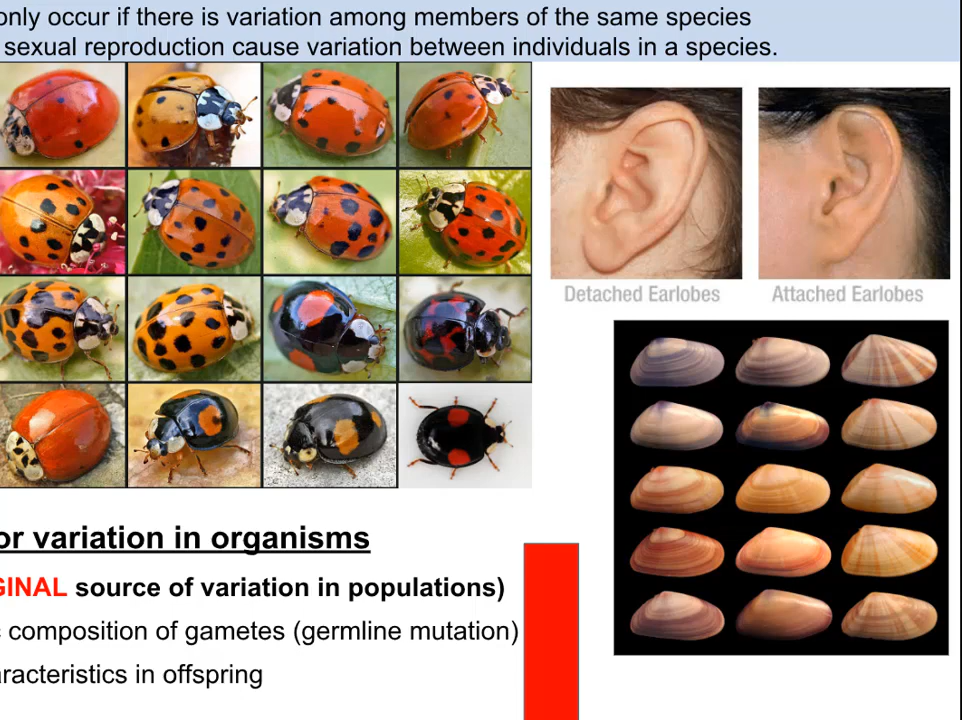 only occur if there is variation among members of the same species
sexual reproduction cause variation between individuals in a species.
Detached Earlobes
Attached Earlobes
or variation in organisms
GINAL source of variation in populations)
composition of gametes (germline mutation)
aracteristics in offspring